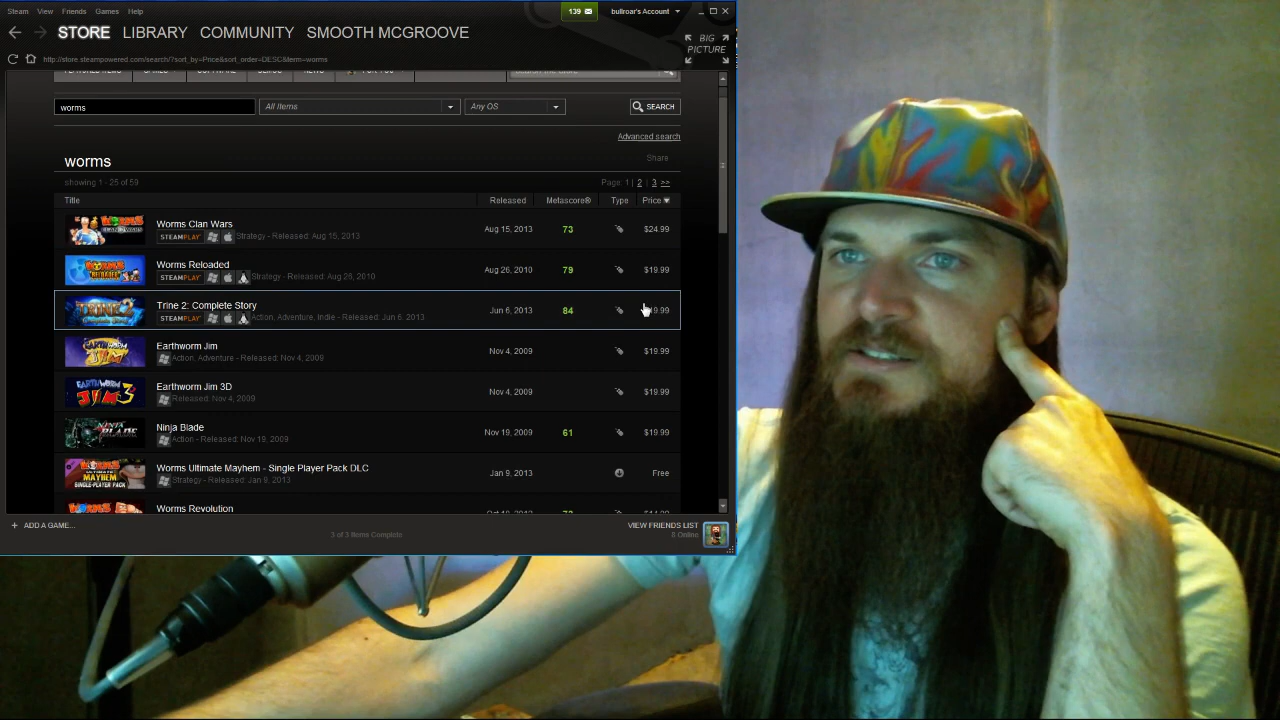 Steam View Friends Games Help
139
bullroar's Account
STORE LIBRARY COMMUNITY SMOOTH MCGROOVE
BIG
PICTURE
http://store.steampowered.com/search/?sort_by=Price&sort_order=DESC&term=worms
worms
All Items
Any OS
SEARCH
Advanced search
worms
Share
showing 1 - 25 of 59
Page: 1 | 2 | 3 >>
Title Released Metascore® Type Price
Worms Clan Wars
STEAMPLAY Strategy - Released: Aug 15, 2013
Aug 15, 2013 73 $24.99
Worms Reloaded
STEAMPLAY Strategy - Released: Aug 26, 2010
Aug 26, 2010 79 $19.99
Trine 2: Complete Story
STEAMPLAY Action, Adventure, Indie - Released: Jun 6, 2013
Jun 6, 2013 84
Earthworm Jim
Action, Adventure - Released: Nov 4, 2009
Nov 4, 2009 $19.99
Earthworm Jim 3D
Released: Nov 4, 2009
Nov 4, 2009 $19.99
Ninja Blade
Action - Released: Nov 19, 2009
Nov 19, 2009 61 $19.99
Worms Ultimate Mayhem - Single Player Pack DLC
Strategy - Released: Jan 9, 2013
Jan 9, 2013 Free
Worms Revolution
+ ADD A GAME...
3 of 3 Items Complete
VIEW FRIENDS LIST
Online